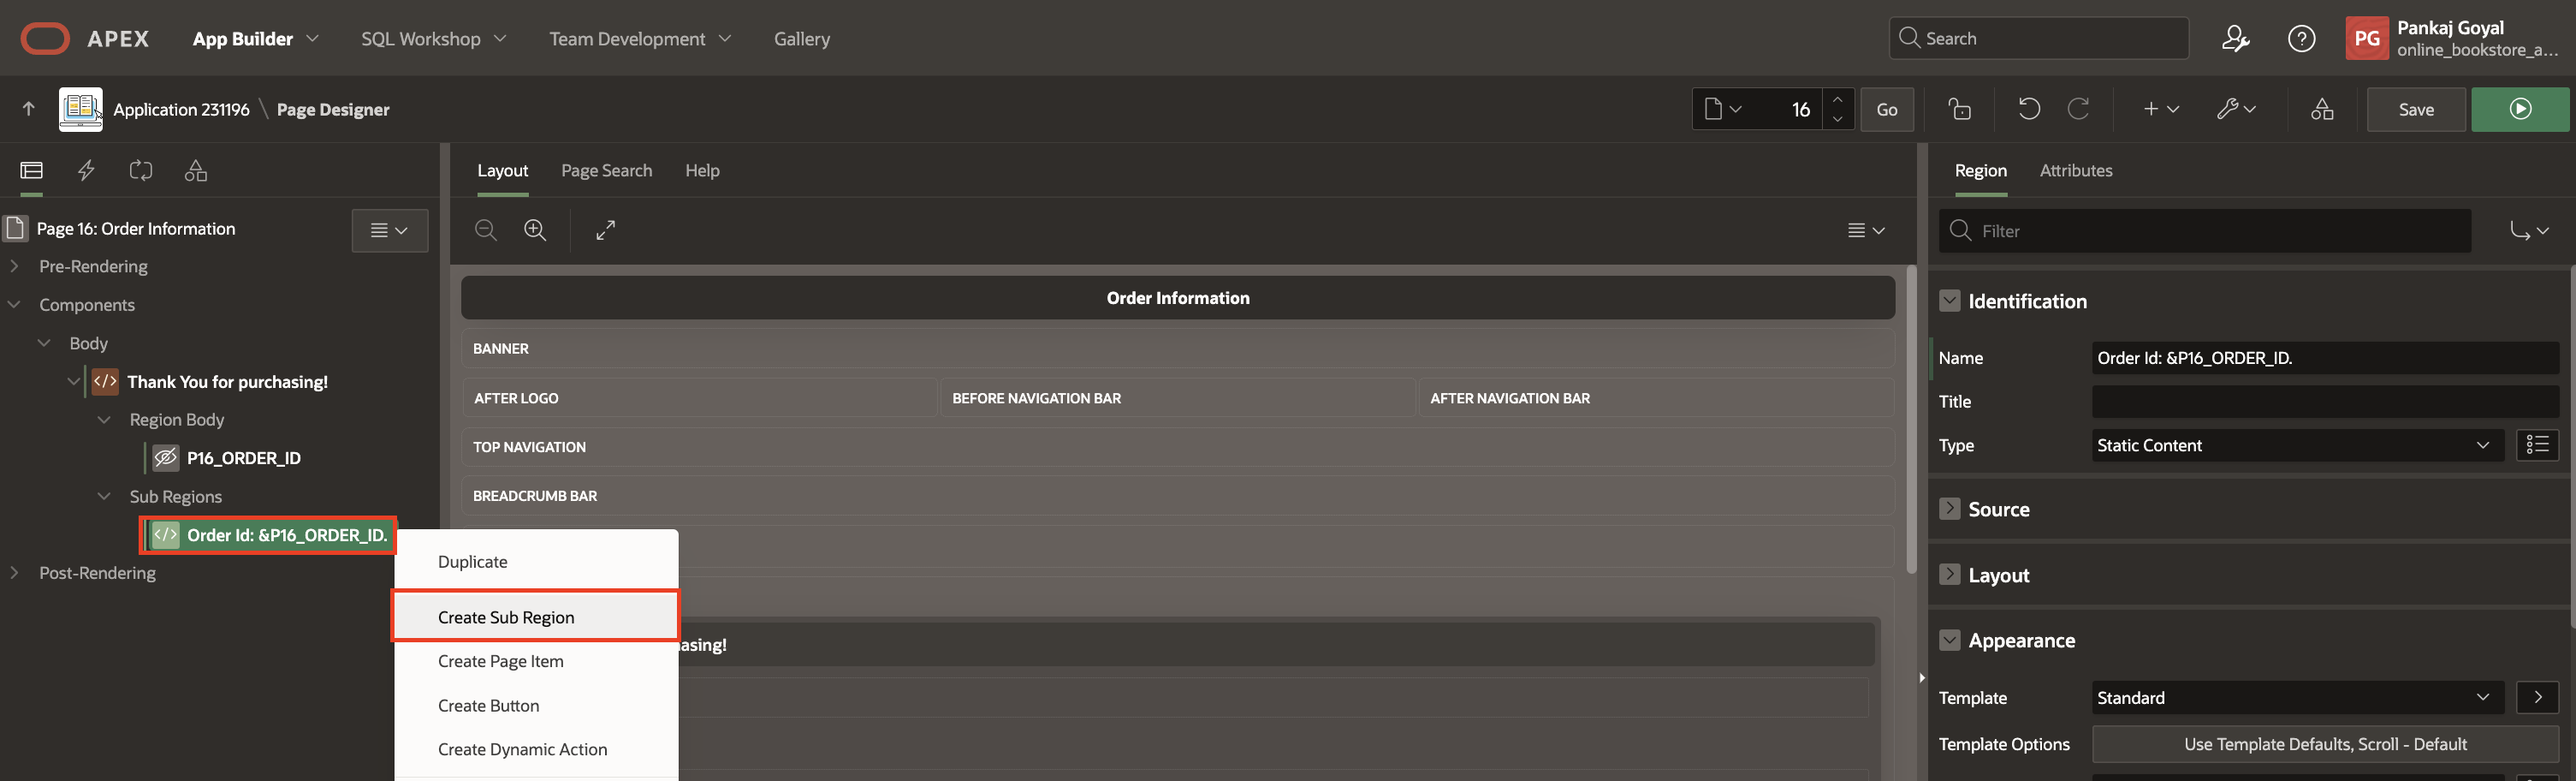 APEX
App Builder
SQL Workshop
Team Development
Gallery
Search
PG
Pankaj Goyal
online_bookstore_a...
Application 231196 \ Page Designer
16
Go
Save
Layout
Page Search
Help
Region
Attributes
Page 16: Order Information
Pre-Rendering
Components
Body
Thank You for purchasing!
Region Body
P16_ORDER_ID
Sub Regions
Order Id: &P16_ORDER_ID.
Post-Rendering
Duplicate
Create Sub Region
Create Page Item
Create Button
Create Dynamic Action
Order Information
BANNER
AFTER LOGO
BEFORE NAVIGATION BAR
AFTER NAVIGATION BAR
TOP NAVIGATION
BREADCRUMB BAR
asing!
Filter
Identification
Name
Order Id: &P16_ORDER_ID.
Title
Type
Static Content
Source
Layout
Appearance
Template
Standard
Template Options
Use Template Defaults, Scroll - Default